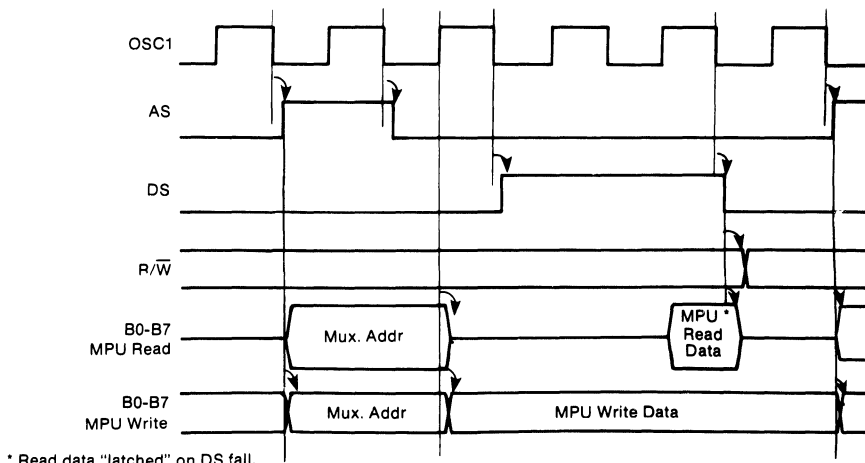 OSC1
AS
DS
R/W̅
B0-B7
MPU Read
Mux. Addr
MPU *
Read
Data
B0-B7
MPU Write
Mux. Addr
MPU Write Data
* Read data "latched" on DS fall.